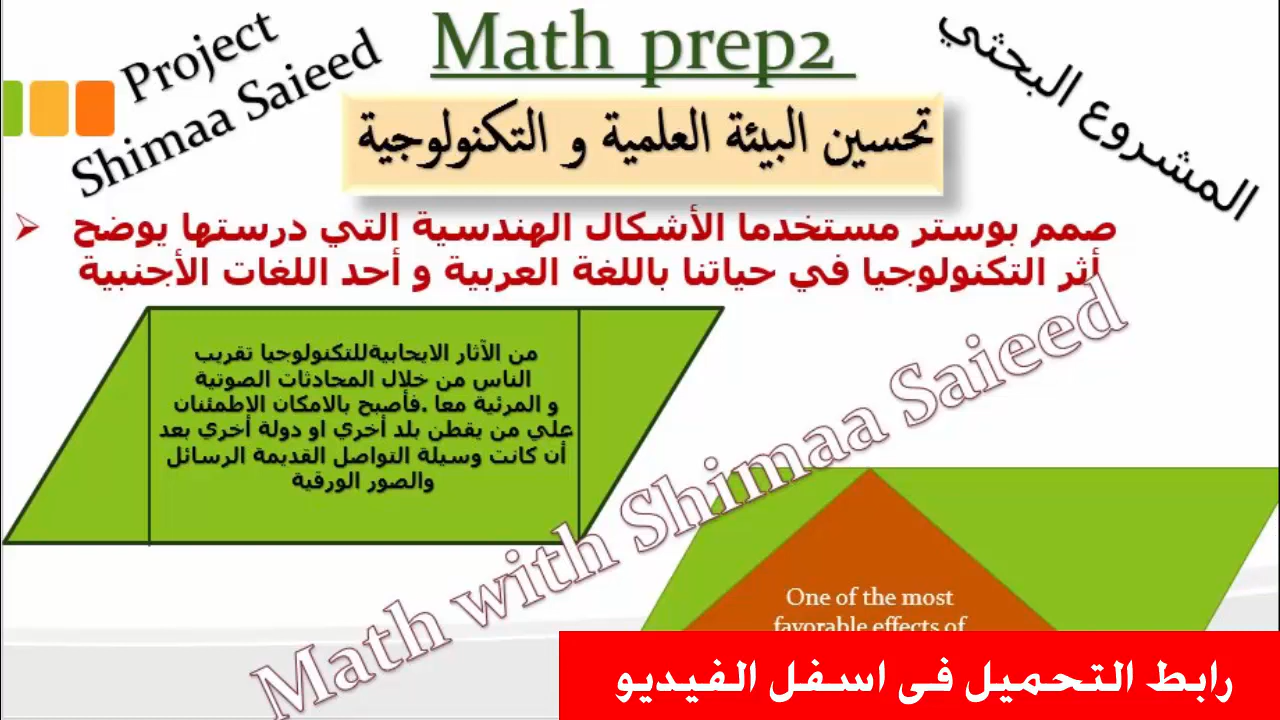 Project
Shimaa Saieed
Math prep2
المشروع البحثي
تحسين البيئة العلمية و التكنولوجية
صمم بوستر مستخدما الأشكال الهندسية التي درستها يوضح
أثر التكنولوجيا في حياتنا باللغة العربية و أحد اللغات الأجنبية
من الآثار الايجابيةللتكنولوجيا تقريب
الناس من خلال المحادثات الصوتية
و المرئية معا .فأصبح بالامكان الإطمئنان
علي من يقطن بلد أخري او دولة أخري بعد
أن كانت وسيلة التواصل القديمة الرسائل
والصور الورقية
Math with Shimaa Saieed
One of the most
favorable effects of
رابط التحميل فى اسفل الفيديو